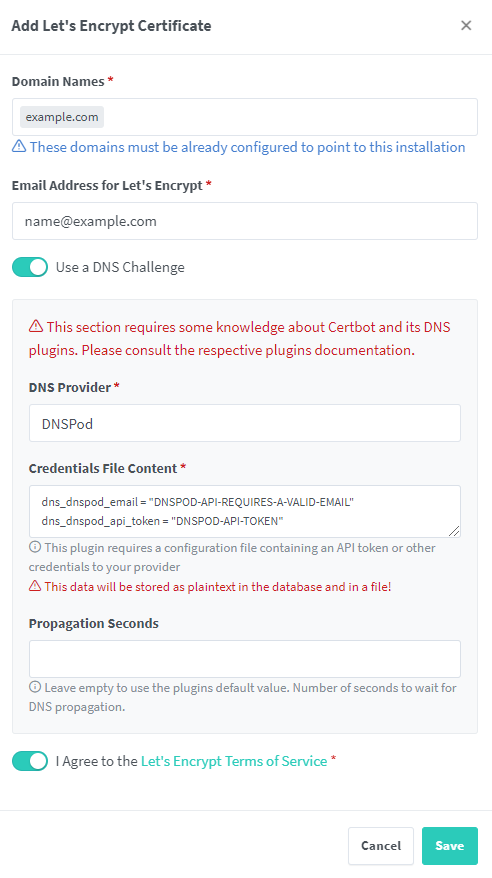 Add Let's Encrypt Certificate
Domain Names *
example.com
These domains must be already configured to point to this installation
Email Address for Let's Encrypt *
name@example.com
Use a DNS Challenge
This section requires some knowledge about Certbot and its DNS
plugins. Please consult the respective plugins documentation.
DNS Provider *
DNSPod
Credentials File Content *
dns_dnspod_email = "DNSPOD-API-REQUIRES-A-VALID-EMAIL"
dns_dnspod_api_token = "DNSPOD-API-TOKEN"
This plugin requires a configuration file containing an API token or other
credentials to your provider
This data will be stored as plaintext in the database and in a file!
Propagation Seconds
Leave empty to use the plugins default value. Number of seconds to wait for
DNS propagation.
I Agree to the Let's Encrypt Terms of Service *
Cancel
Save